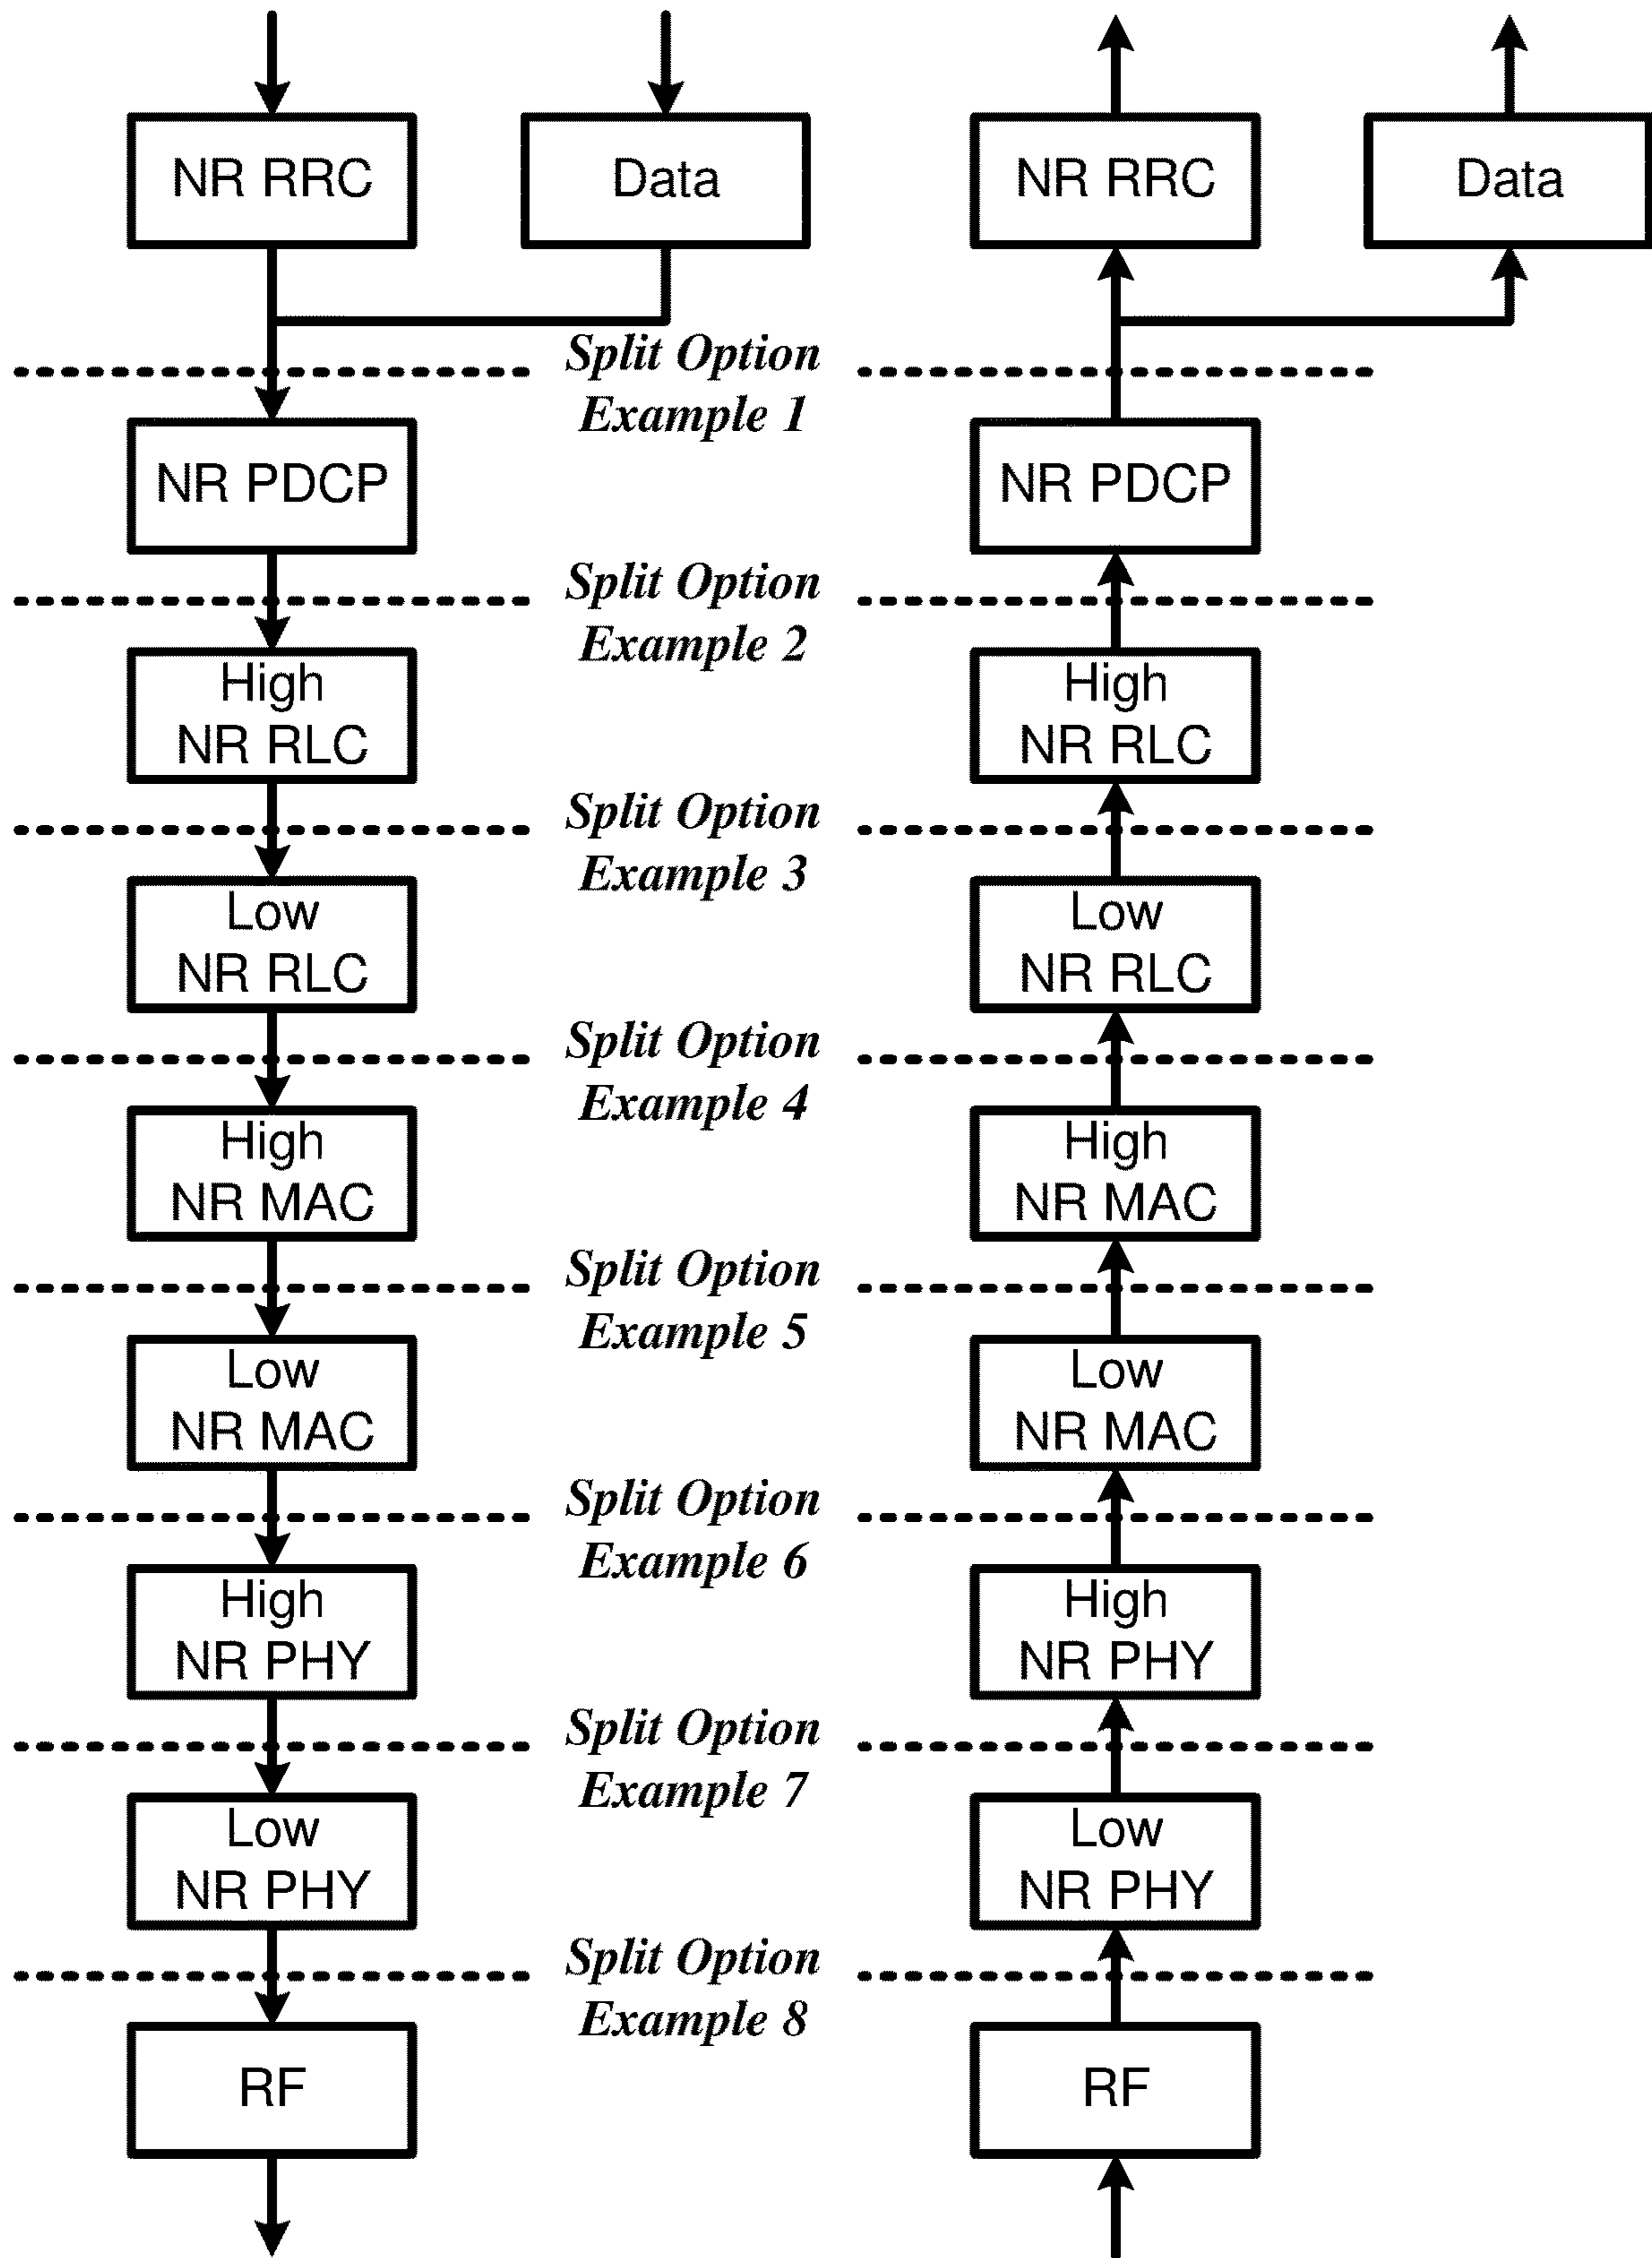 NR RRC
Data
NR RRC
Data
Split Option
Example 1
NR PDCP
NR PDCP
Split Option
Example 2
High
NR RLC
High
NR RLC
Split Option
Example 3
Low
NR RLC
Low
NR RLC
Split Option
Example 4
High
NR MAC
High
NR MAC
Split Option
Example 5
Low
NR MAC
Low
NR MAC
Split Option
Example 6
High
NR PHY
High
NR PHY
Split Option
Example 7
Low
NR PHY
Low
NR PHY
Split Option
Example 8
RF
RF